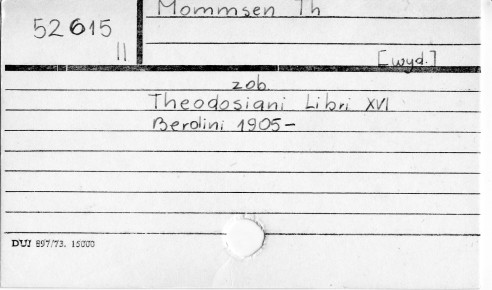 Mommsen Th
52615
II
[wyd.]
zob.
Theodosiani Libri XVI
Berolini 1905-
DUJ 897/73. 15000